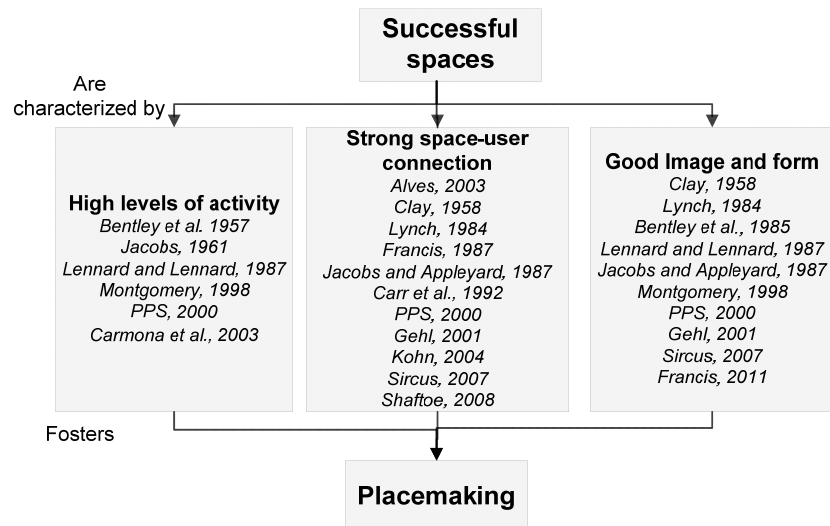 Successful
spaces
Are
characterized by
High levels of activity
Bentley et al. 1957
Jacobs, 1961
Lennard and Lennard, 1987
Montgomery, 1998
PPS, 2000
Carmona et al., 2003
Strong space-user
connection
Alves, 2003
Clay, 1958
Lynch, 1984
Francis, 1987
Jacobs and Appleyard, 1987
Carr et al., 1992
PPS, 2000
Gehl, 2001
Kohn, 2004
Sircus, 2007
Shaftoe, 2008
Good Image and form
Clay, 1958
Lynch, 1984
Bentley et al., 1985
Lennard and Lennard, 1987
Jacobs and Appleyard, 1987
Montgomery, 1998
PPS, 2000
Gehl, 2001
Sircus, 2007
Francis, 2011
Fosters
Placemaking